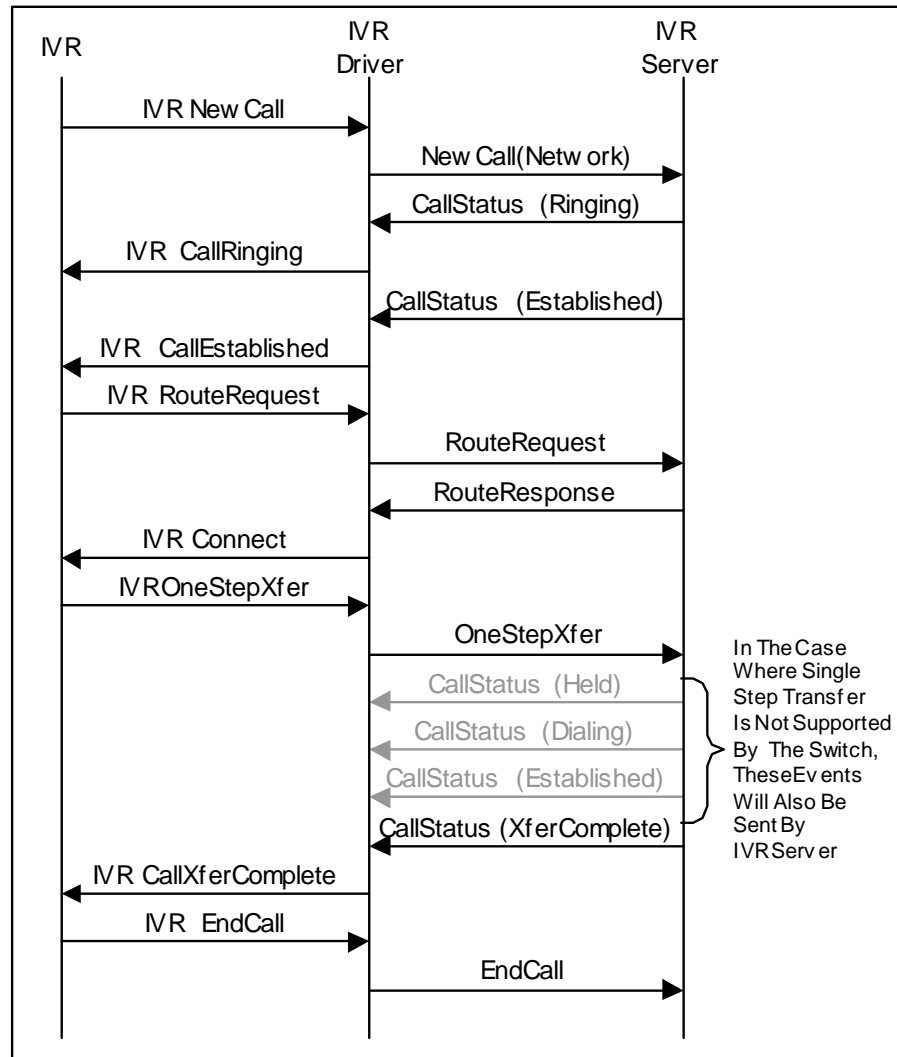 IVR
IVR
Driver
IVR
Server
IVR New Call
New Call(Network)
CallStatus (Ringing)
IVR CallRinging
CallStatus (Established)
IVR CallEstablished
IVR RouteRequest
RouteRequest
RouteResponse
IVR Connect
IVROneStepXfer
OneStepXfer
CallStatus (Held)
CallStatus (Dialing)
CallStatus (Established)
CallStatus (XferComplete)
In The Case
Where Single
Step Transfer
Is Not Supported
By The Switch,
TheseEvents
Will Also Be
Sent By
IVRServer
IVR CallXferComplete
IVR EndCall
EndCall